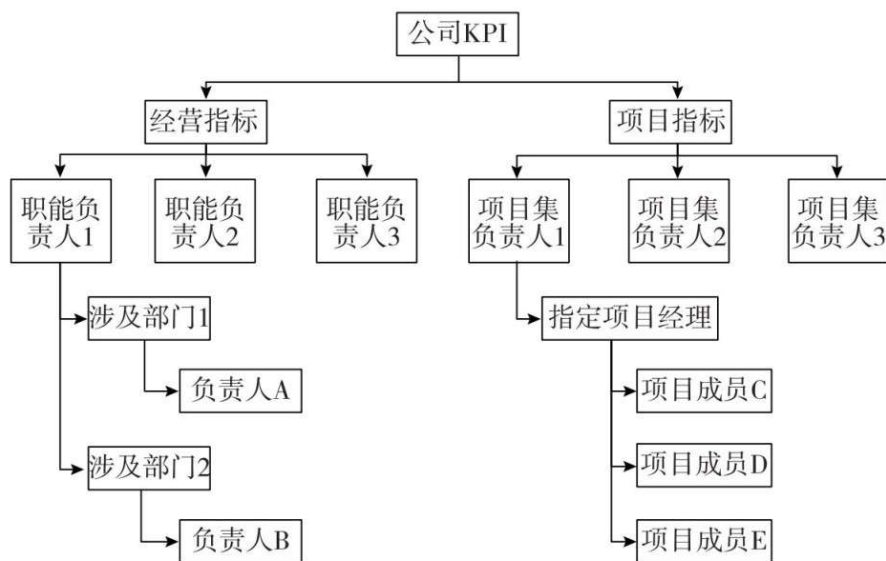 公司KPI
经营指标
项目指标
职能负
责人1
职能负
责人2
职能负
责人3
项目集
负责人1
项目集
负责人2
项目集
负责人3
涉及部门1
指定项目经理
负责人A
项目成员C
涉及部门2
项目成员D
负责人B
项目成员E